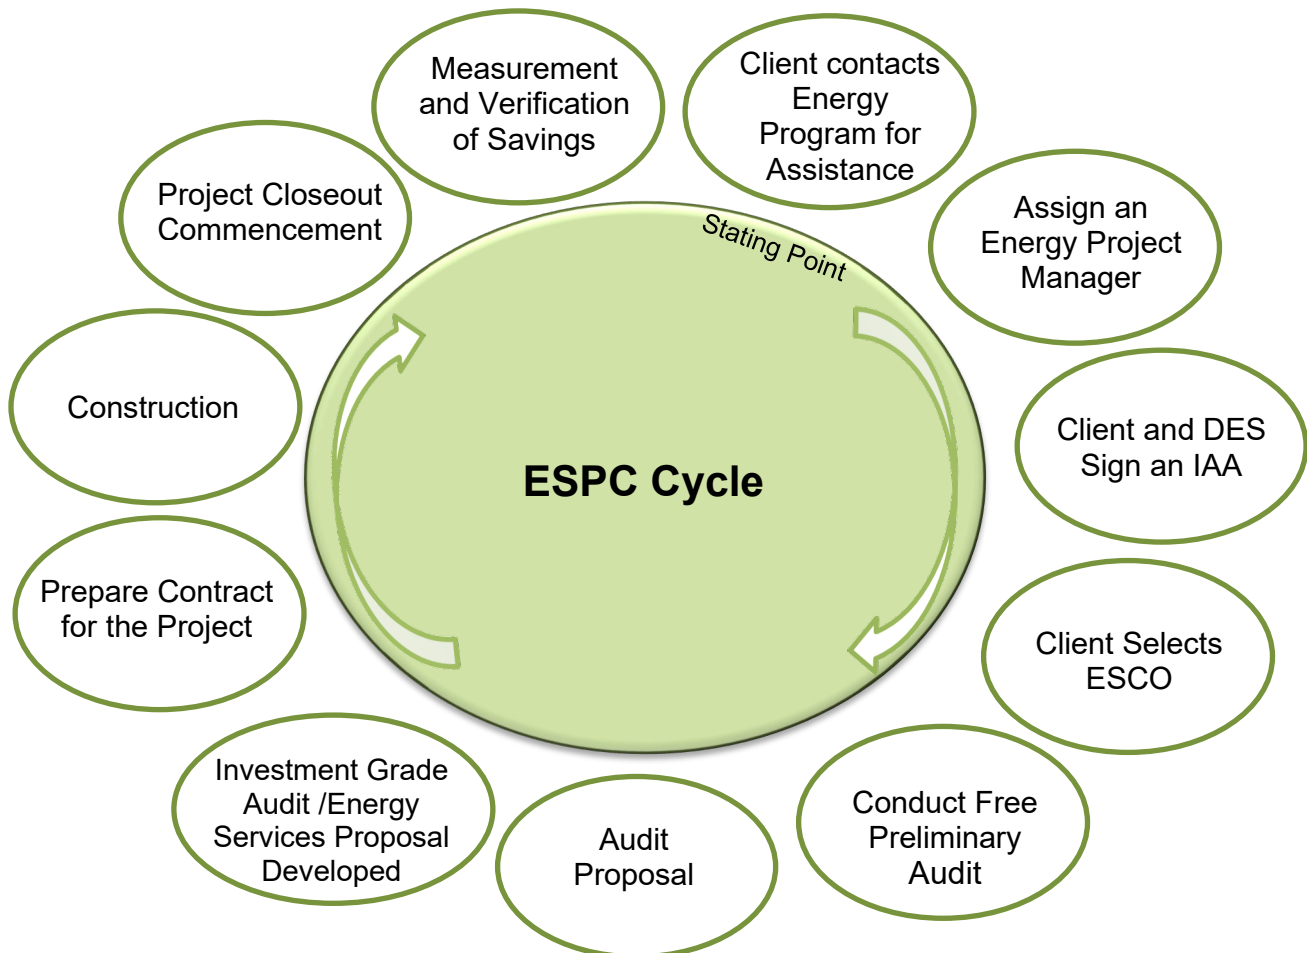 Measurement
and Verification
of Savings
Client contacts
Energy
Program for
Assistance
Assign an
Energy Project
Manager
Client and DES
Sign an IAA
Client Selects
ESCO
Conduct Free
Preliminary
Audit
Audit
Proposal
Investment Grade
Audit /Energy
Services Proposal
Developed
Prepare Contract
for the Project
Construction
Project Closeout
Commencement
Stating Point
ESPC Cycle